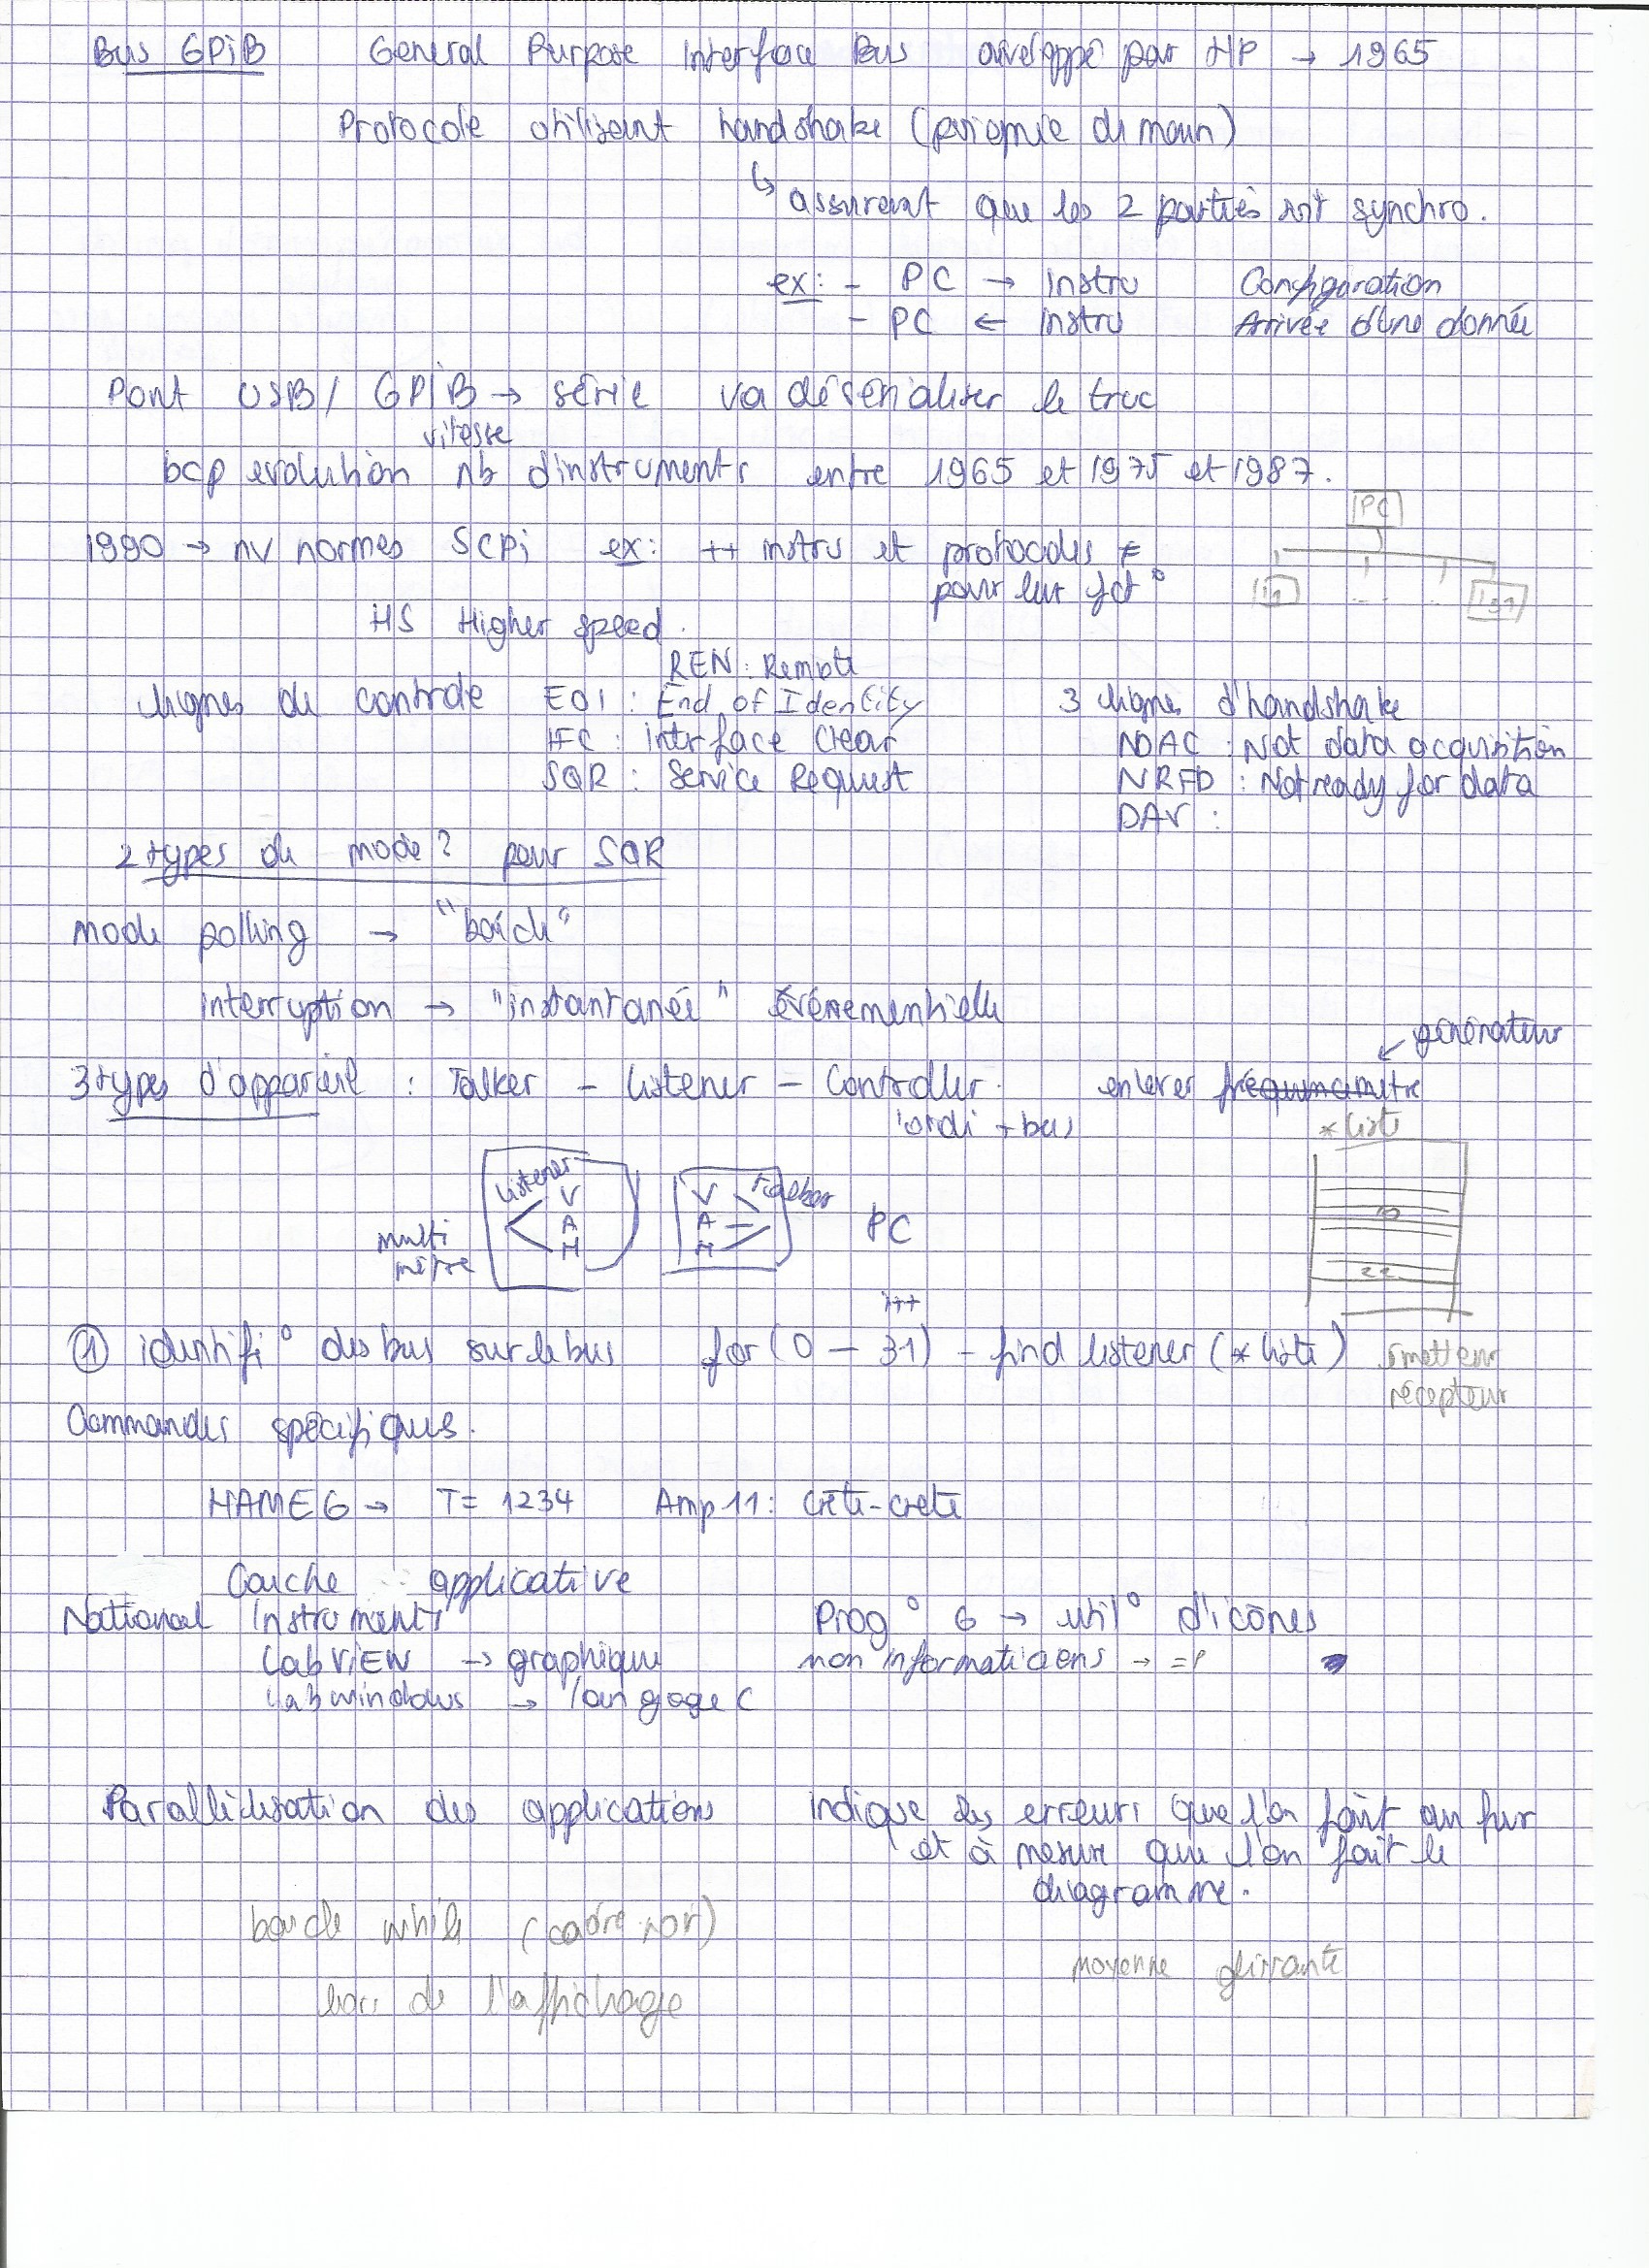 Bus GPiB General Purpose Interface Bus développé par HP → 1965
Protocole utilisant handshake (poignée de main)
↳ assurent que les 2 parties sont synchro.
ex: - PC → Instru Configuration
- PC ← Instru Arrivée d'une donnée
Pont USB/ GPIB → série va désérialiser le truc
vitesse
bcp evolution nb d'instruments entre 1965 et 1975 et 1987.
PC
1990 → nv normes SCPi ex: ++ instrs et protocoles ≠
pour leur fct°
HS Higher speed.
REN : Remote
lignes de contrôle EOI : End of Identity 3 lignes d'handshake
IFC : interface Clear NDAC : Not data acquisition
SQR : Service Request NRFD : Not ready for data
DAV :
2 types de mode? pour SQR
mode polling → "boucle"
interruption → "instantanée" événementielle
générateur
3 types d'appareil : Talker - Listener - Controller. enlever fréquencemètre
l'ordi + bus * liste
Listener V A Talker V A
multi mètre PC
10
22
i++
① identifi° des bus sur le bus for (0 — 31) - find listener (* liste) émetteur
récepteur
Commandes spécifiques.
HAMEG → T= 1234 Amp 11: crête-crête
Couche applicative
National Instruments Prog° G → util° d'icônes
LabViEW → graphique non informaticiens →
Labwindows → langage C
Parallélisation des applications indique des erreurs que l'on fait au fur
et à mesure que l'on fait le
diagramme.
boucle while (cadre noir)
moyenne glissante
hors de l'affichage